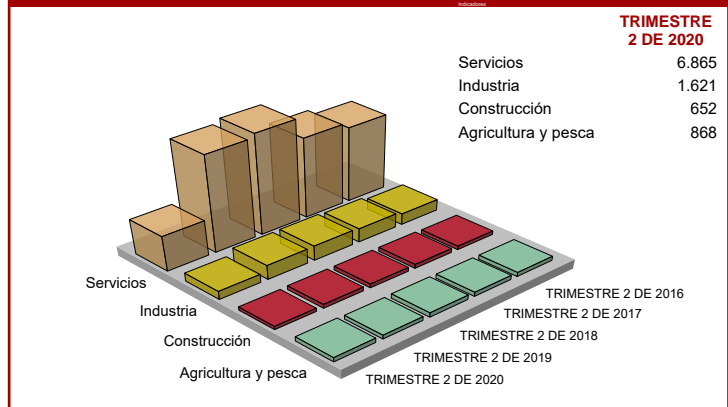 Indicadores
TRIMESTRE
2 DE 2020
Servicios 6.865
Industria 1.621
Construcción 652
Agricultura y pesca 868
Servicios
Industria
Construcción
Agricultura y pesca
TRIMESTRE 2 DE 2016
TRIMESTRE 2 DE 2017
TRIMESTRE 2 DE 2018
TRIMESTRE 2 DE 2019
TRIMESTRE 2 DE 2020